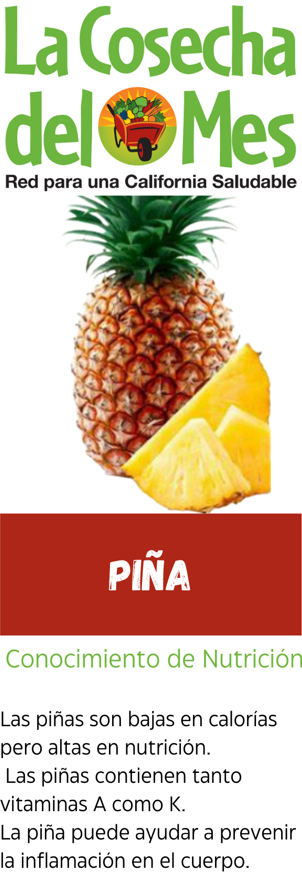 La Cosecha
del Mes
Red para una California Saludable
PIÑA
Conocimiento de Nutrición
Las piñas son bajas en calorías
pero altas en nutrición.
Las piñas contienen tanto
vitaminas A como K.
La piña puede ayudar a prevenir
la inflamación en el cuerpo.